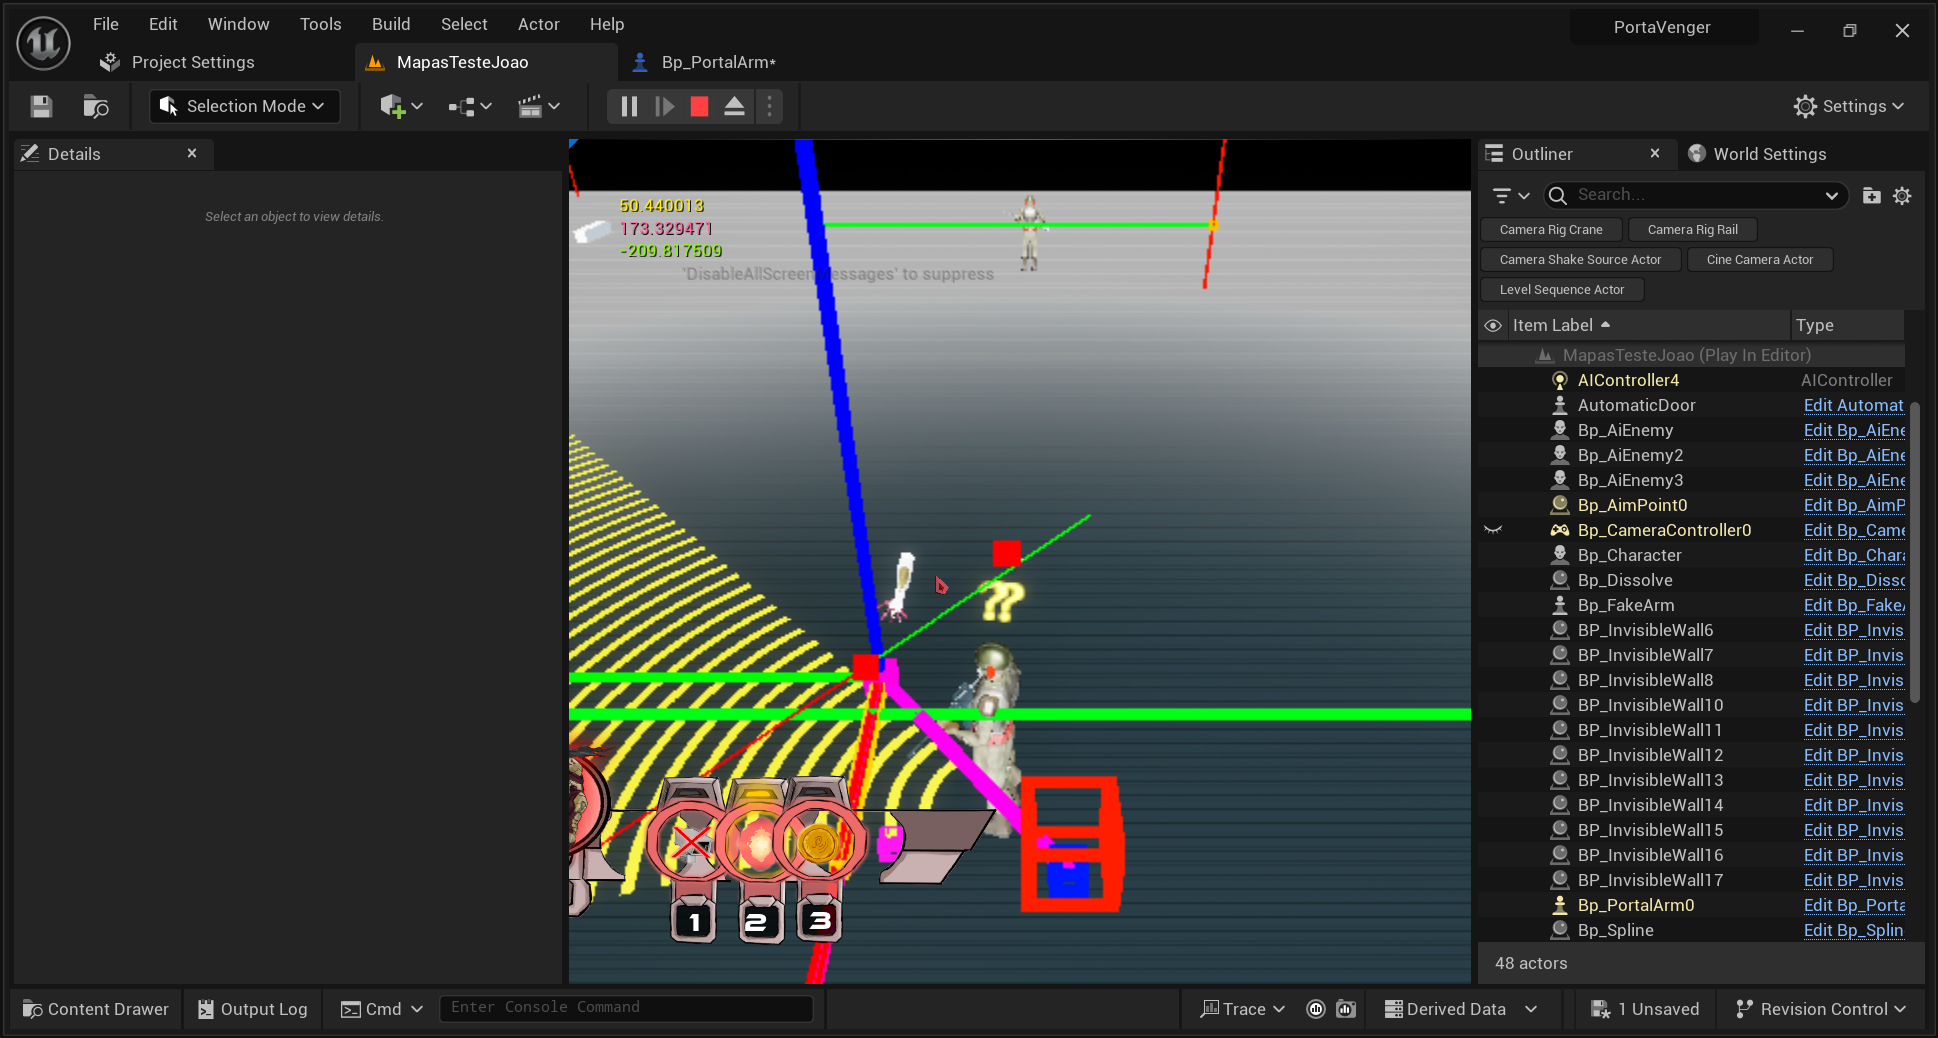 File Edit Window Tools Build Select Actor Help
PortaVenger
Project Settings
MapasTesteJoao
Bp_PortalArm*
Selection Mode
Settings
Details
Select an object to view details.
50.440013
173.329471
-209.817509
'DisableAllScreenMessages' to suppress
??
1
2
3
Outliner
World Settings
Search...
Camera Rig Crane
Camera Rig Rail
Camera Shake Source Actor
Cine Camera Actor
Level Sequence Actor
Item Label
Type
MapasTesteJoao (Play In Editor)
AIController4 AIController
AutomaticDoor Edit Automat
Bp_AiEnemy Edit Bp_AiEne
Bp_AiEnemy2 Edit Bp_AiEne
Bp_AiEnemy3 Edit Bp_AiEne
Bp_AimPoint0 Edit Bp_AimP
Bp_CameraController0 Edit Bp_Came
Bp_Character Edit Bp_Chara
Bp_Dissolve Edit Bp_Disso
Bp_FakeArm Edit Bp_FakeA
BP_InvisibleWall6 Edit BP_Invis
BP_InvisibleWall7 Edit BP_Invis
BP_InvisibleWall8 Edit BP_Invis
BP_InvisibleWall10 Edit BP_Invis
BP_InvisibleWall11 Edit BP_Invis
BP_InvisibleWall12 Edit BP_Invis
BP_InvisibleWall13 Edit BP_Invis
BP_InvisibleWall14 Edit BP_Invis
BP_InvisibleWall15 Edit BP_Invis
BP_InvisibleWall16 Edit BP_Invis
BP_InvisibleWall17 Edit BP_Invis
Bp_PortalArm0 Edit Bp_Porta
Bp_Spline Edit Bp_Splin
48 actors
Content Drawer
Output Log
Cmd
Enter Console Command
Trace
Derived Data
1 Unsaved
Revision Control